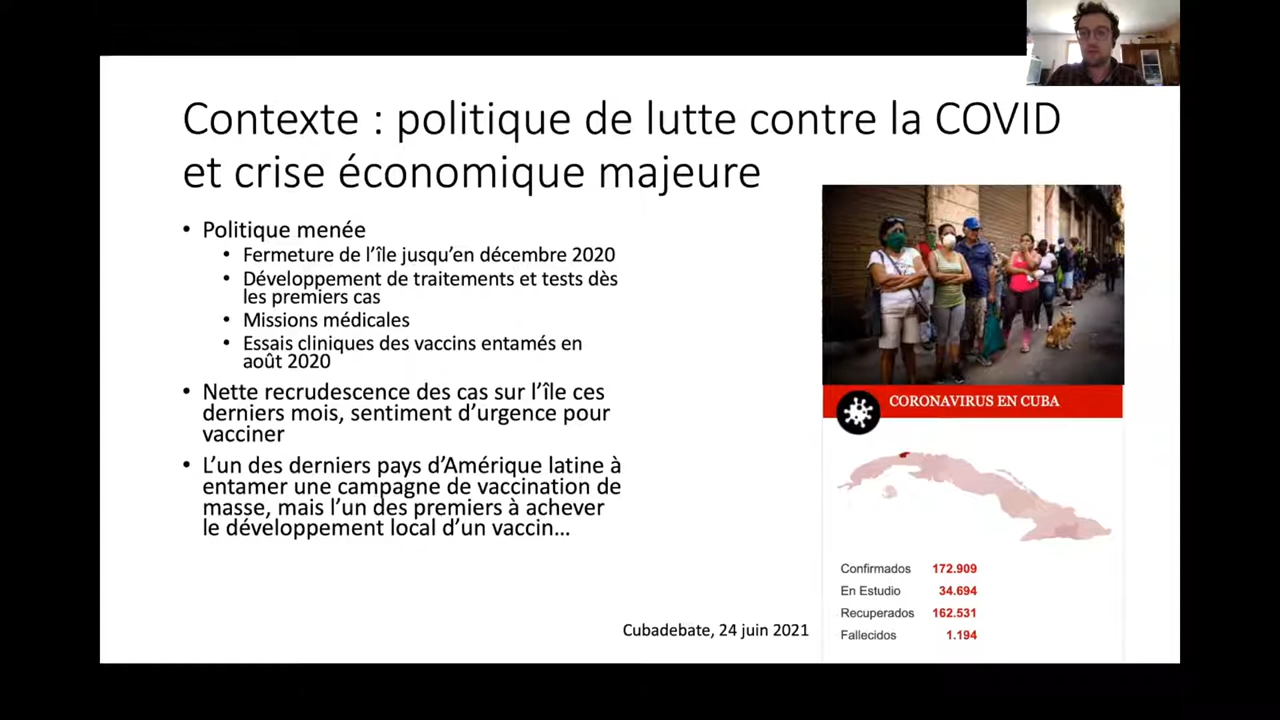 Contexte : politique de lutte contre la COVID
et crise économique majeure
• Politique menée
• Fermeture de l’île jusqu’en décembre 2020
• Développement de traitements et tests dès
les premiers cas
• Missions médicales
• Essais cliniques des vaccins entamés en
août 2020
• Nette recrudescence des cas sur l’île ces
derniers mois, sentiment d’urgence pour
vacciner
• L’un des derniers pays d’Amérique latine à
entamer une campagne de vaccination de
masse, mais l’un des premiers à achever
le développement local d’un vaccin…
Cubadebate, 24 juin 2021
CORONAVIRUS EN CUBA
Confirmados 172.909
En Estudio 34.694
Recuperados 162.531
Fallecidos 1.194